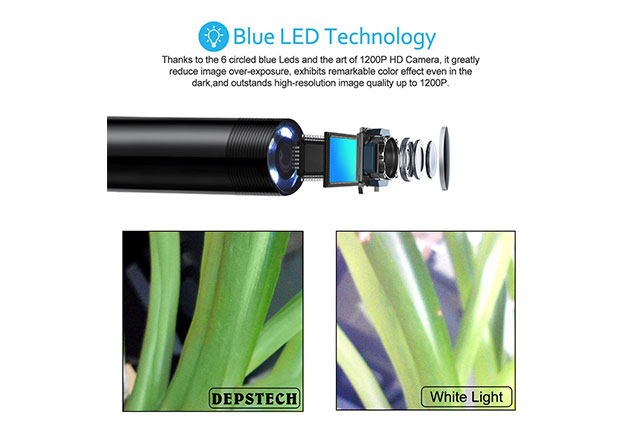 Blue LED Technology
Thanks to the 6 circled blue Leds and the art of 1200P HD Camera, it greatly
reduce image over-exposure, exhibits remarkable color effect even in the
dark,and outstands high-resolution image quality up to 1200P.
DEPSTECH
White Light